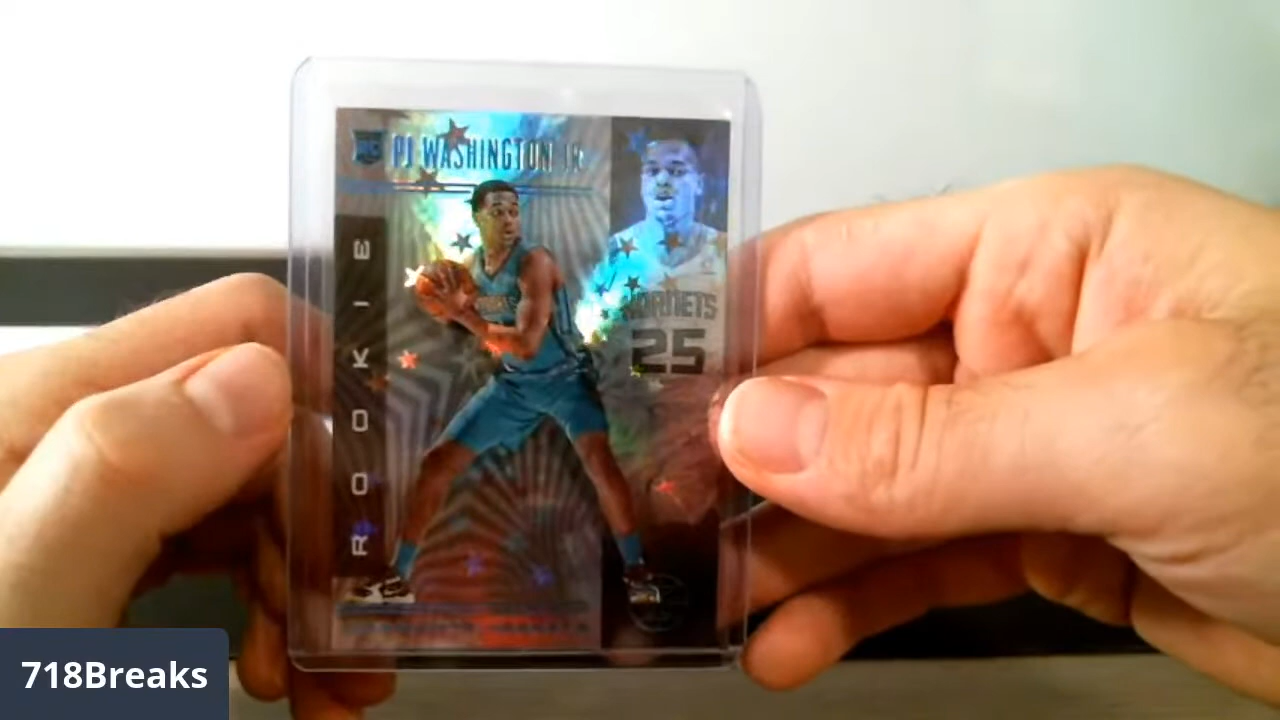 RC PJ WASHINGTON JR
ROOKIE
HORNETS
25
718Breaks